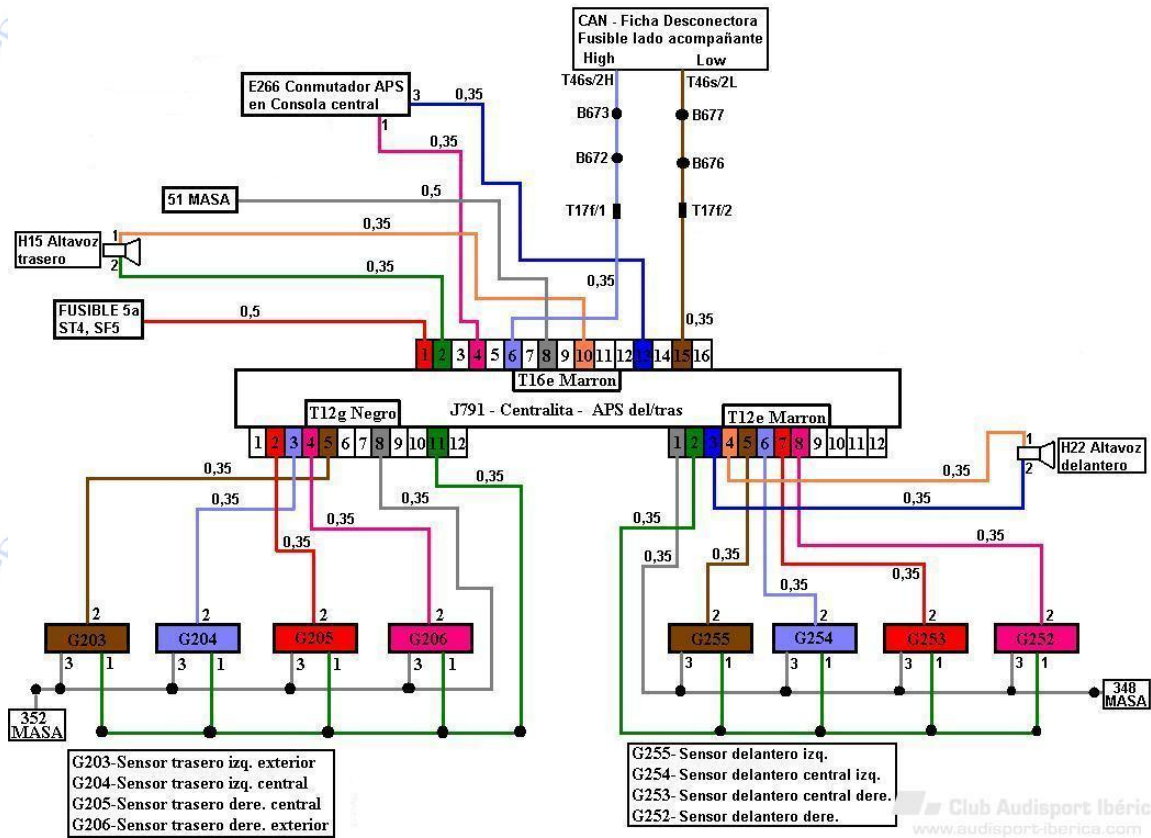 CAN - Ficha Desconectora
Fusible lado acompañante
High Low
T46s/2H T46s/2L
B673 B677
B672 B676
T17f/1 T17f/2
0,35 0,35
E266 Conmutador APS
en Consola central
3 0,35
1
0,35
51 MASA
0,5
H15 Altavoz
trasero
1
2
0,35
0,35
FUSIBLE 5a
ST4, SF5
0,5
1 2 3 4 5 6 7 8 9 10 11 12 13 14 15 16
T16e Marron
J791 - Centralita - APS del/tras
T12g Negro
T12e Marron
1 2 3 4 5 6 7 8 9 10 11 12
1 2 3 4 5 6 7 8 9 10 11 12
H22 Altavoz
delantero
1
2
0,35
0,35
0,35
0,35
0,35
0,35
0,35
0,35
0,35
0,35
0,35
0,35
0,35
0,35
2 2 2 2
G203 G204 G205 G206
3 1 3 1 3 1 3 1
352
MASA
2 2 2 2
G255 G254 G253 G252
3 1 3 1 3 1 3 1
348
MASA
G203-Sensor trasero izq. exterior
G204-Sensor trasero izq. central
G205-Sensor trasero dere. central
G206-Sensor trasero dere. exterior
G255- Sensor delantero izq.
G254- Sensor delantero central izq.
G253- Sensor delantero central dere.
G252- Sensor delantero dere.
Club Audisport Ibéric
www.audisport-iberica.com